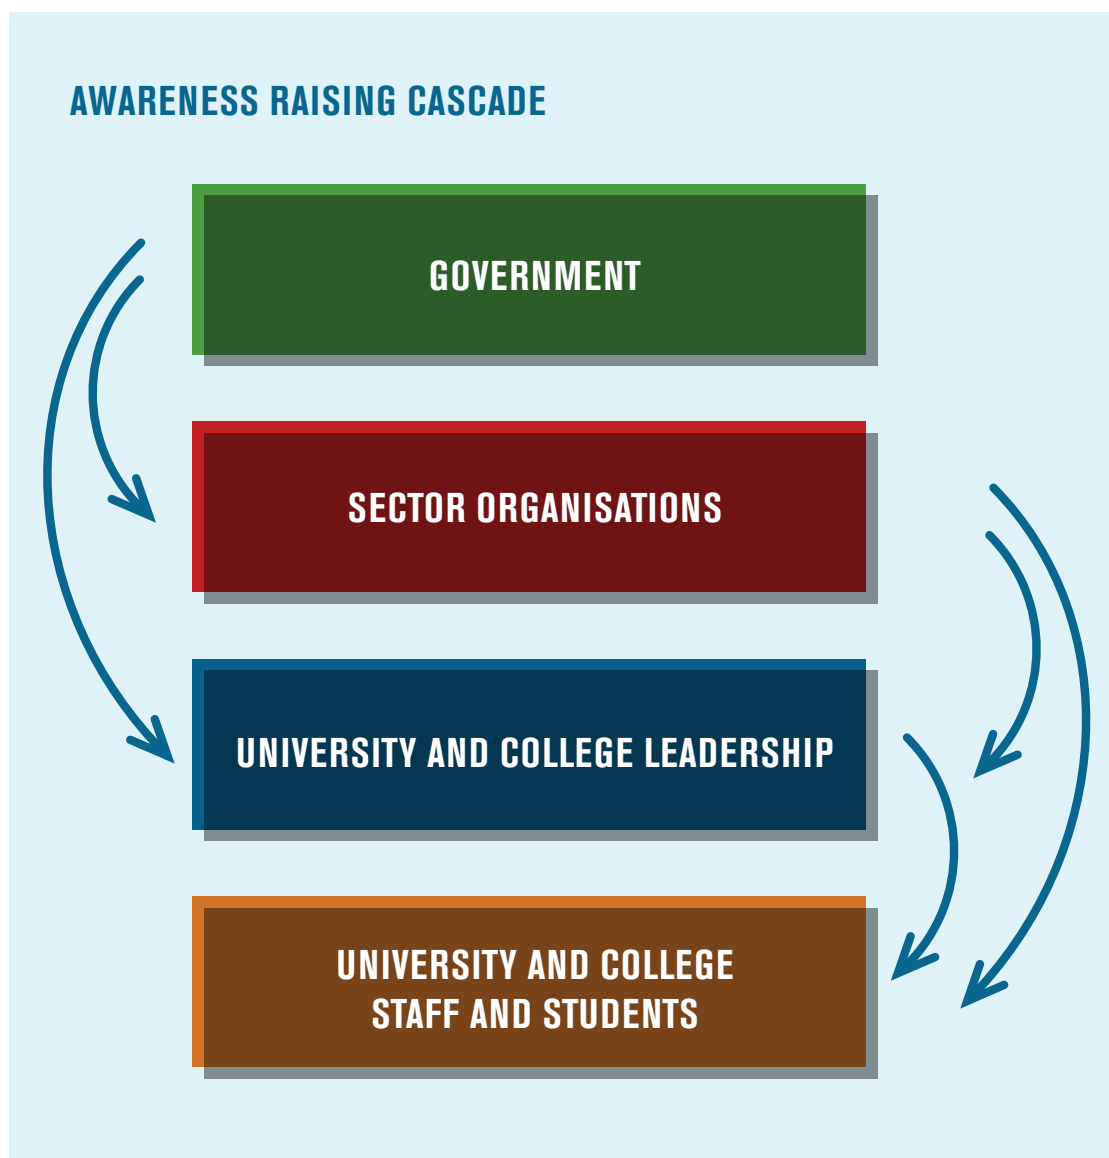 AWARENESS RAISING CASCADE
GOVERNMENT
SECTOR ORGANISATIONS
UNIVERSITY AND COLLEGE LEADERSHIP
UNIVERSITY AND COLLEGE
STAFF AND STUDENTS